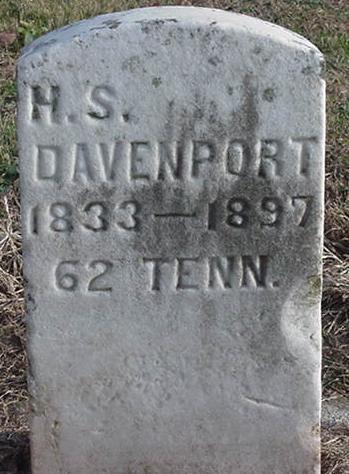 H. S.
DAVENPORT
1833—1897
62 TENN.